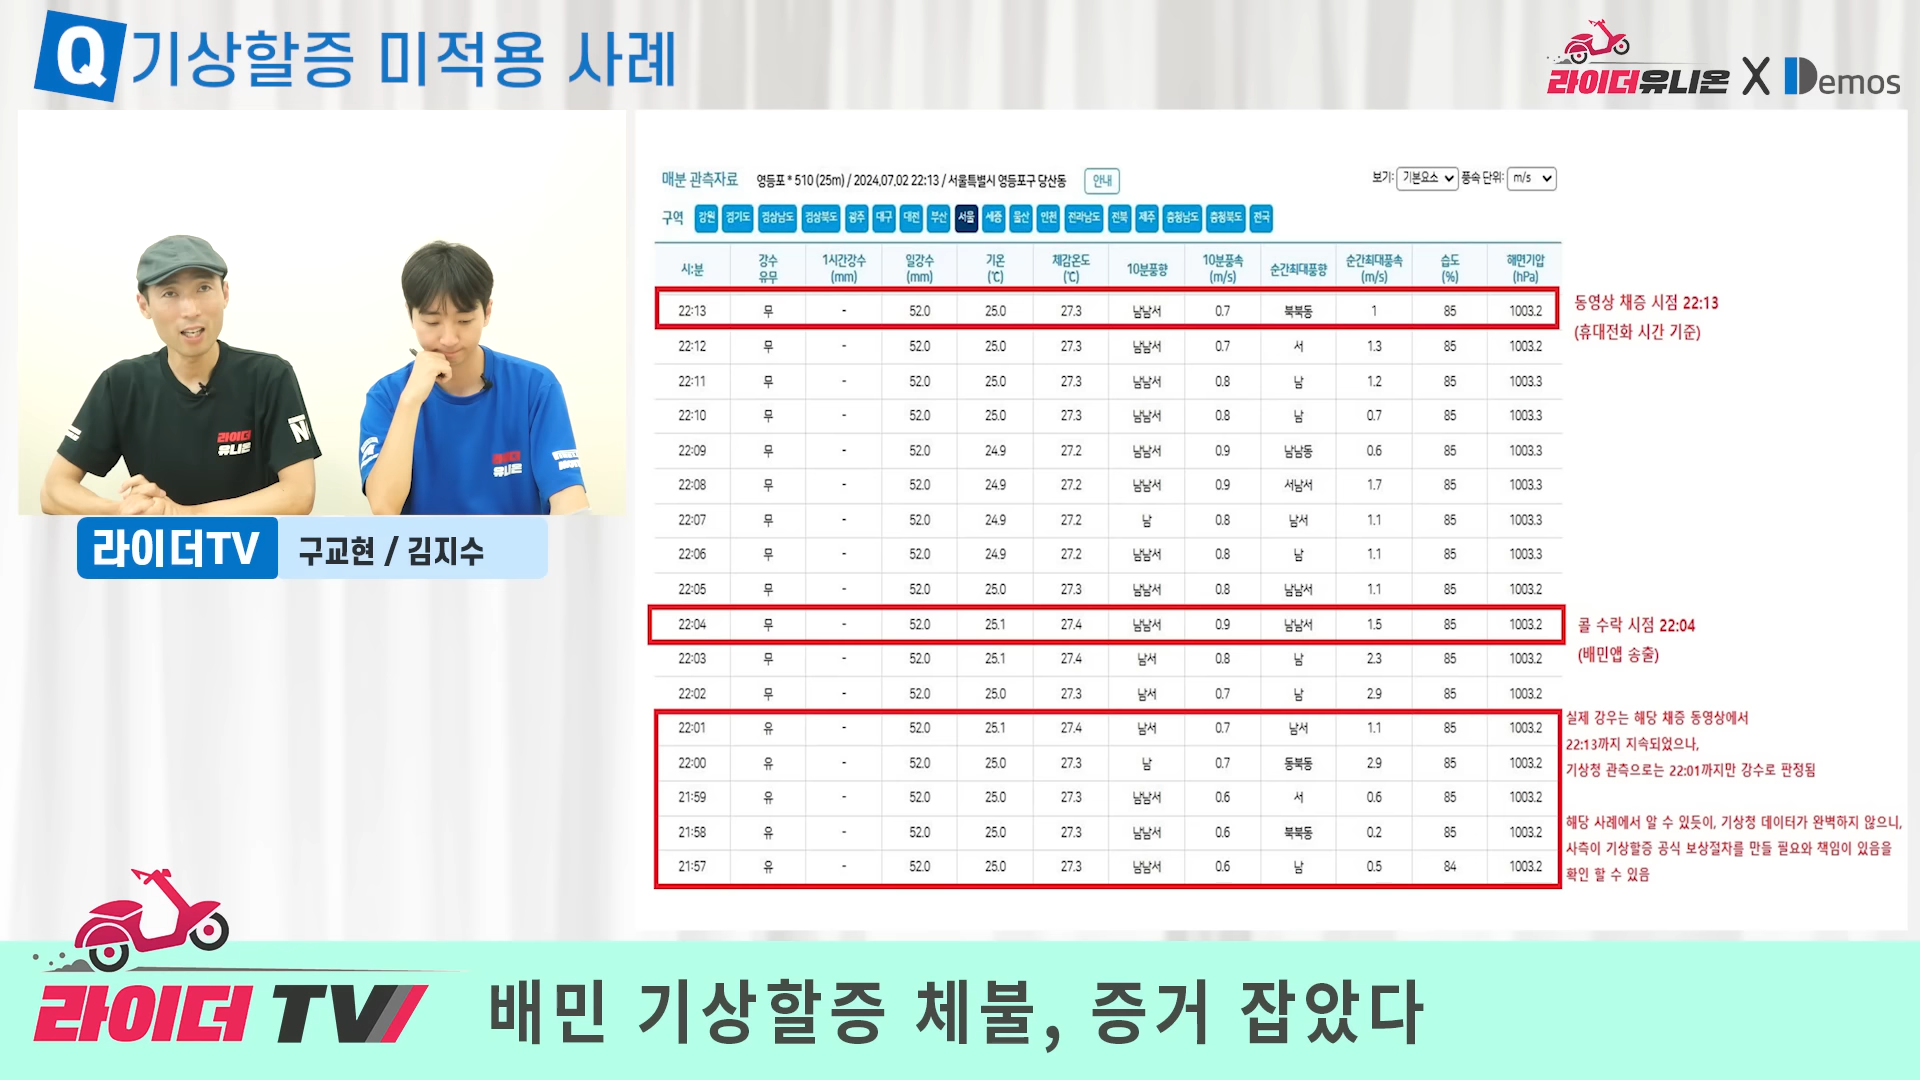 Q 기상할증 미적용 사례
라이더유니온 X Demos
매분 관측자료 영등포 * 510 (25m) / 2024.07.02 22:13 / 서울특별시 영등포구 당산동 안내
보기: 기본요소 풍속 단위: m/s
구역 강원 경기도 경상남도 경상북도 광주 대구 대전 부산 서울 세종 울산 인천 전라남도 전북 제주 충청남도 충청북도 전국
시:분 강수 유무 1시간강수 (mm) 일강수 (mm) 기온 (℃) 체감온도 (℃) 10분풍향 10분풍속 (m/s) 순간최대풍향 순간최대풍속 (m/s) 습도 (%) 해면기압 (hPa)
22:13 무 - 52.0 25.0 27.3 남남서 0.7 북북동 1 85 1003.2
22:12 무 - 52.0 25.0 27.3 남남서 0.7 서 1.3 85 1003.2
22:11 무 - 52.0 25.0 27.3 남남서 0.8 남 1.2 85 1003.3
22:10 무 - 52.0 25.0 27.3 남남서 0.8 남 0.7 85 1003.3
22:09 무 - 52.0 24.9 27.2 남남서 0.9 남남동 0.6 85 1003.3
22:08 무 - 52.0 24.9 27.2 남남서 0.9 서남서 1.7 85 1003.3
22:07 무 - 52.0 24.9 27.2 남 0.8 남서 1.1 85 1003.3
22:06 무 - 52.0 24.9 27.2 남남서 0.8 남 1.1 85 1003.3
22:05 무 - 52.0 25.0 27.3 남남서 0.8 남남서 1.1 85 1003.2
22:04 무 - 52.0 25.1 27.4 남남서 0.9 남남서 1.5 85 1003.2
22:03 무 - 52.0 25.1 27.4 남서 0.8 남 2.3 85 1003.2
22:02 무 - 52.0 25.0 27.3 남서 0.7 남 2.9 85 1003.2
22:01 유 - 52.0 25.1 27.4 남서 0.7 남서 1.1 85 1003.2
22:00 유 - 52.0 25.0 27.3 남 0.7 동북동 2.9 85 1003.2
21:59 유 - 52.0 25.0 27.3 남남서 0.6 서 0.6 85 1003.2
21:58 유 - 52.0 25.0 27.3 남남서 0.6 북북동 0.2 85 1003.2
21:57 유 - 52.0 25.0 27.3 남남서 0.6 남 0.5 84 1003.2
동영상 채증 시점 22:13
(휴대전화 시간 기준)
콜 수락 시점 22:04
(배민앱 송출)
실제 강우는 해당 채증 동영상에서
22:13까지 지속되었으나,
기상청 관측으로는 22:01까지만 강수로 판정됨
해당 사례에서 알 수 있듯이, 기상청 데이터가 완벽하지 않으니,
사측이 기상할증 공식 보상절차를 만들 필요와 책임이 있음을
확인 할 수 있음
라이더
유니온
N
라이더
유니온
라이더TV 구교현 / 김지수
라이더 TV
배민 기상할증 체불, 증거 잡았다